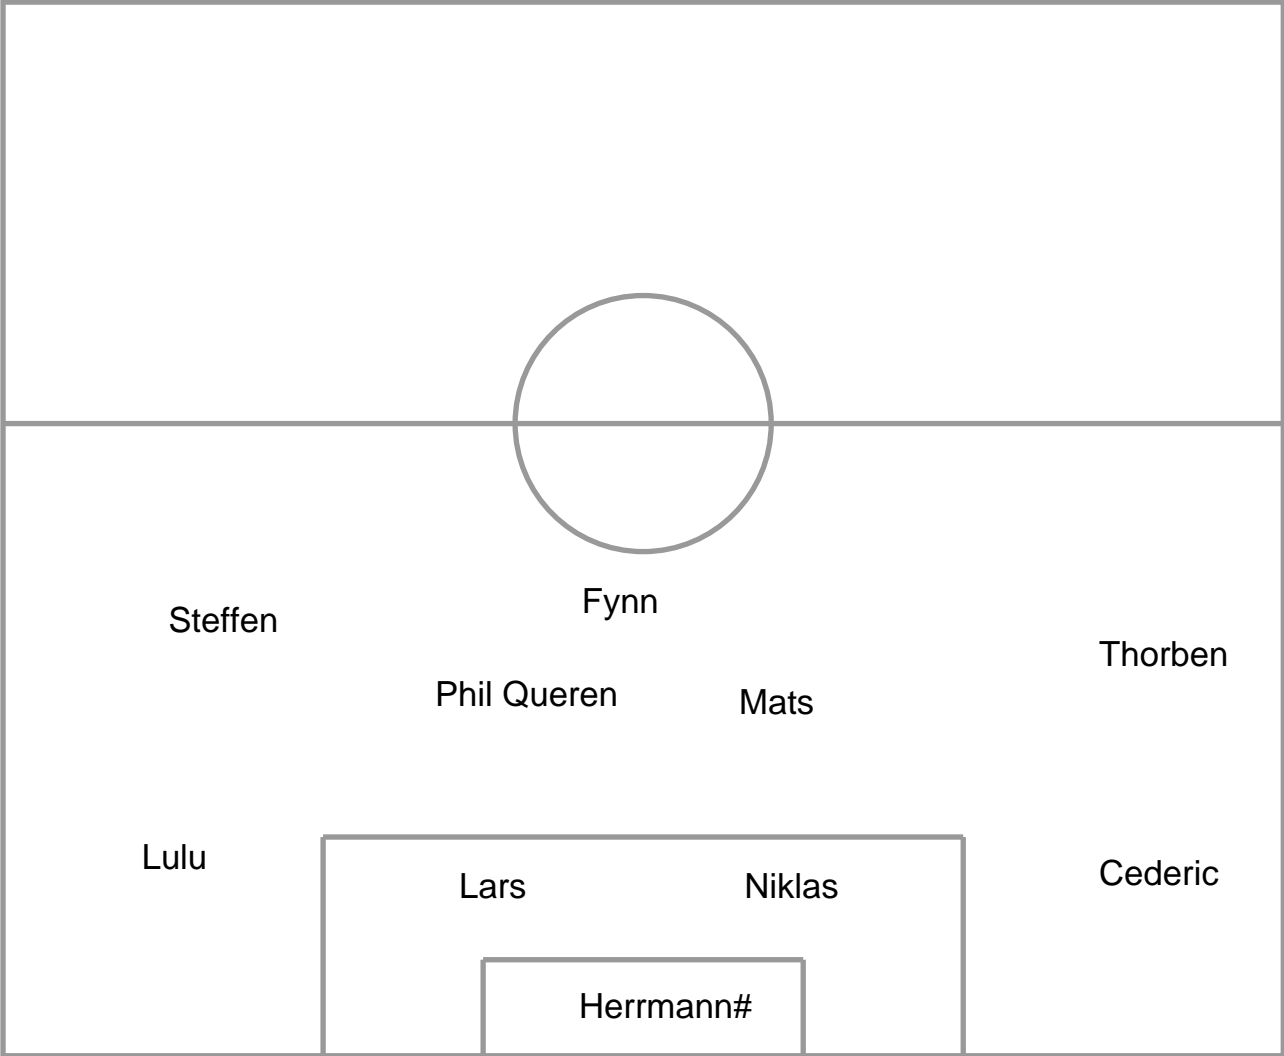 Fynn
Steffen
Thorben
Phil Queren
Mats
Lulu
Cederic
Lars
Niklas
Herrmann#